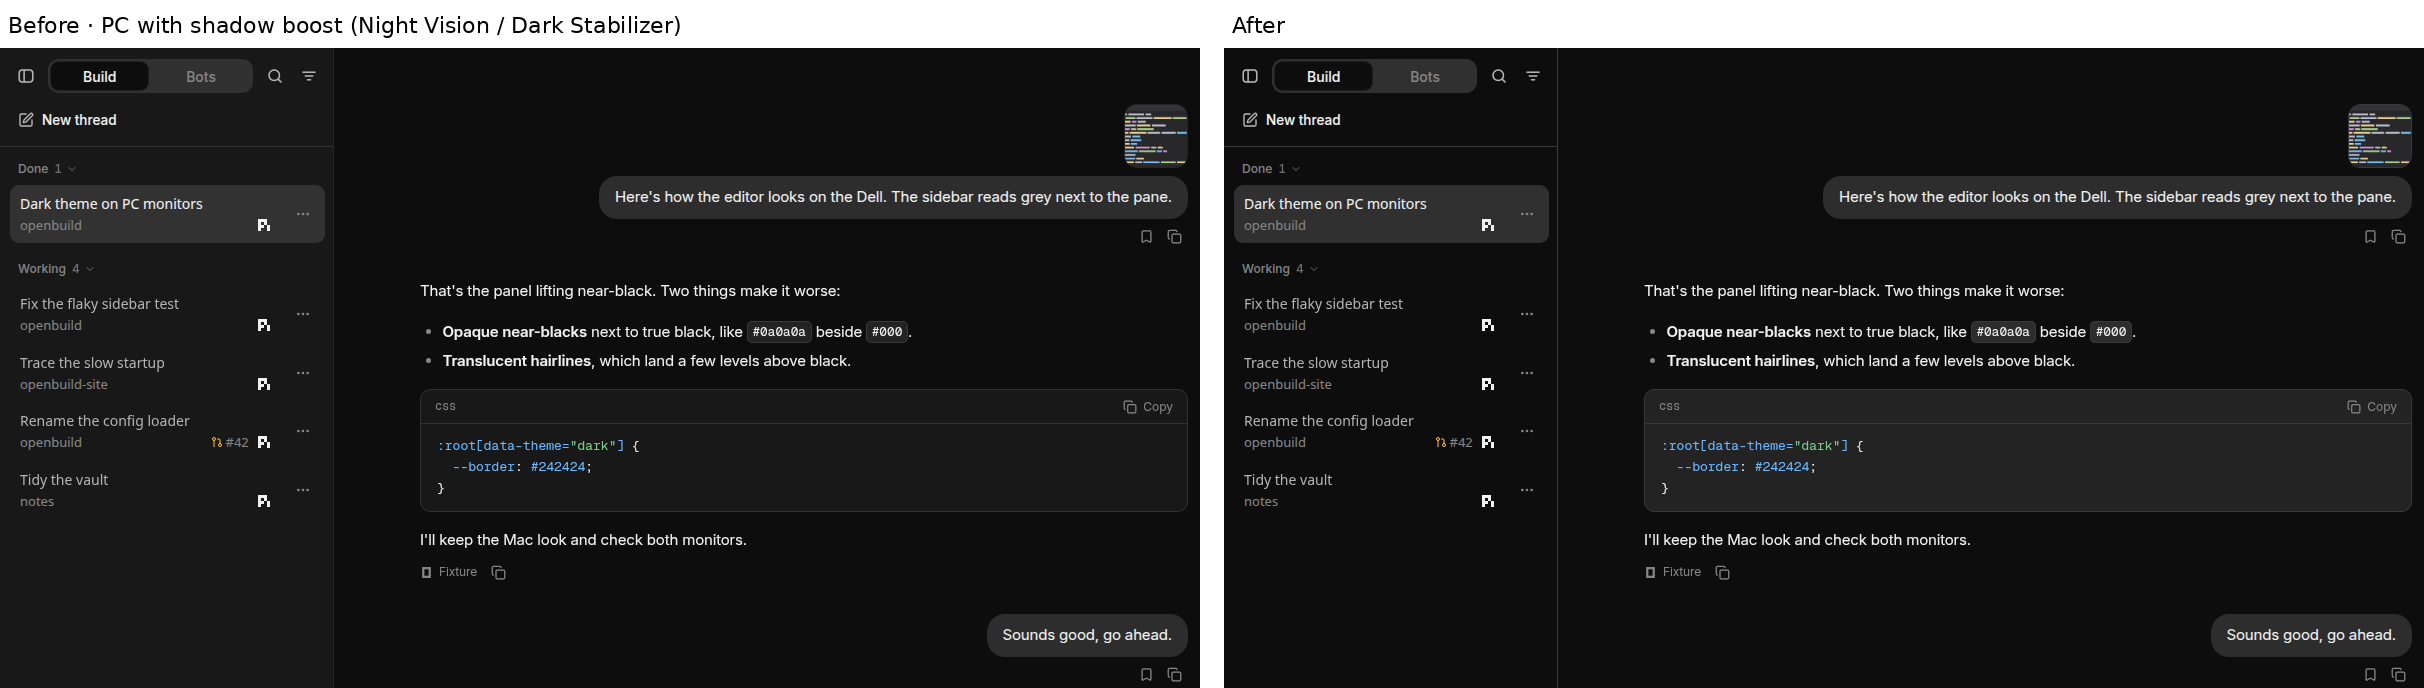 Before · PC with shadow boost (Night Vision / Dark Stabilizer)
Build
Bots
New thread
Done 1
Dark theme on PC monitors
openbuild
Working 4
Fix the flaky sidebar test
openbuild
Trace the slow startup
openbuild-site
Rename the config loader
openbuild
#42
Tidy the vault
notes
Here's how the editor looks on the Dell. The sidebar reads grey next to the pane.
That's the panel lifting near-black. Two things make it worse:
• Opaque near-blacks next to true black, like #0a0a0a beside #000.
• Translucent hairlines, which land a few levels above black.
css
Copy
:root[data-theme="dark"] {
--border: #242424;
}
I'll keep the Mac look and check both monitors.
Fixture
Sounds good, go ahead.
After
Build
Bots
New thread
Done 1
Dark theme on PC monitors
openbuild
Working 4
Fix the flaky sidebar test
openbuild
Trace the slow startup
openbuild-site
Rename the config loader
openbuild
#42
Tidy the vault
notes
Here's how the editor looks on the Dell. The sidebar reads grey next to the pane.
That's the panel lifting near-black. Two things make it worse:
• Opaque near-blacks next to true black, like #0a0a0a beside #000.
• Translucent hairlines, which land a few levels above black.
css
Copy
:root[data-theme="dark"] {
--border: #242424;
}
I'll keep the Mac look and check both monitors.
Fixture
Sounds good, go ahead.